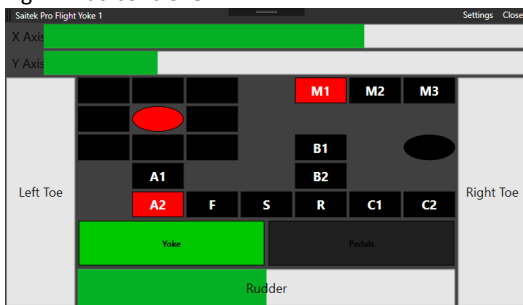 Saitek Pro Flight Yoke 1 Settings Close
X Axis
Y Axis
M1 M2 M3
B1
A1 B2
Left Toe Right Toe
A2 F S R C1 C2
Yoke Pedals
Rudder